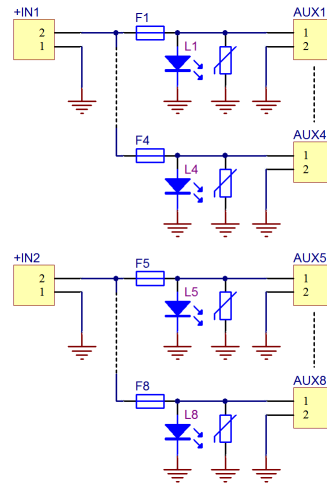 +IN1 F1 AUX1
2 L1 1
1 2
F4 AUX4
L4 1
2
+IN2 F5 AUX5
2 L5 1
1 2
F8 AUX8
L8 1
2